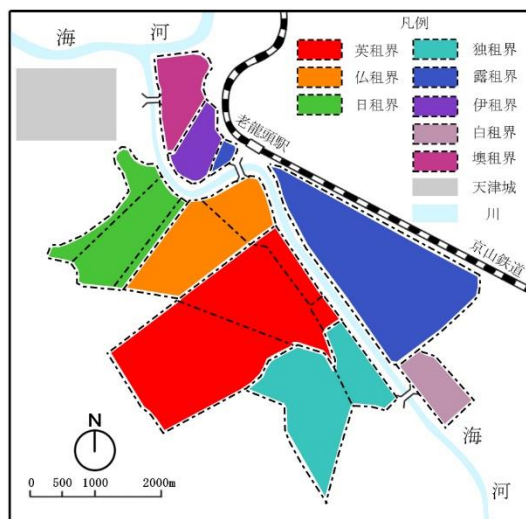 海
河
凡例
英租界
仏租界
日租界
独租界
露租界
伊租界
白租界
墺租界
天津城
川
老龍頭駅
京山鉄道
海
河
N
0 500 1000 2000m